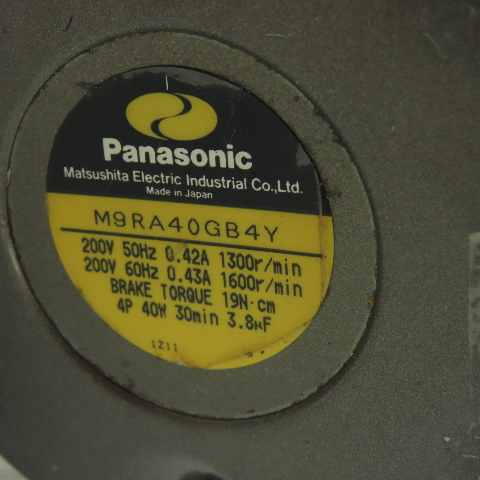 Panasonic
Matsushita Electric Industrial Co.,Ltd.
Made in Japan
M9RA40GB4Y
200V 50Hz 0.42A 1300r/min
200V 60Hz 0.43A 1600r/min
BRAKE TORQUE 19N·cm
4P 40W 30min 3.8μF
1Z11